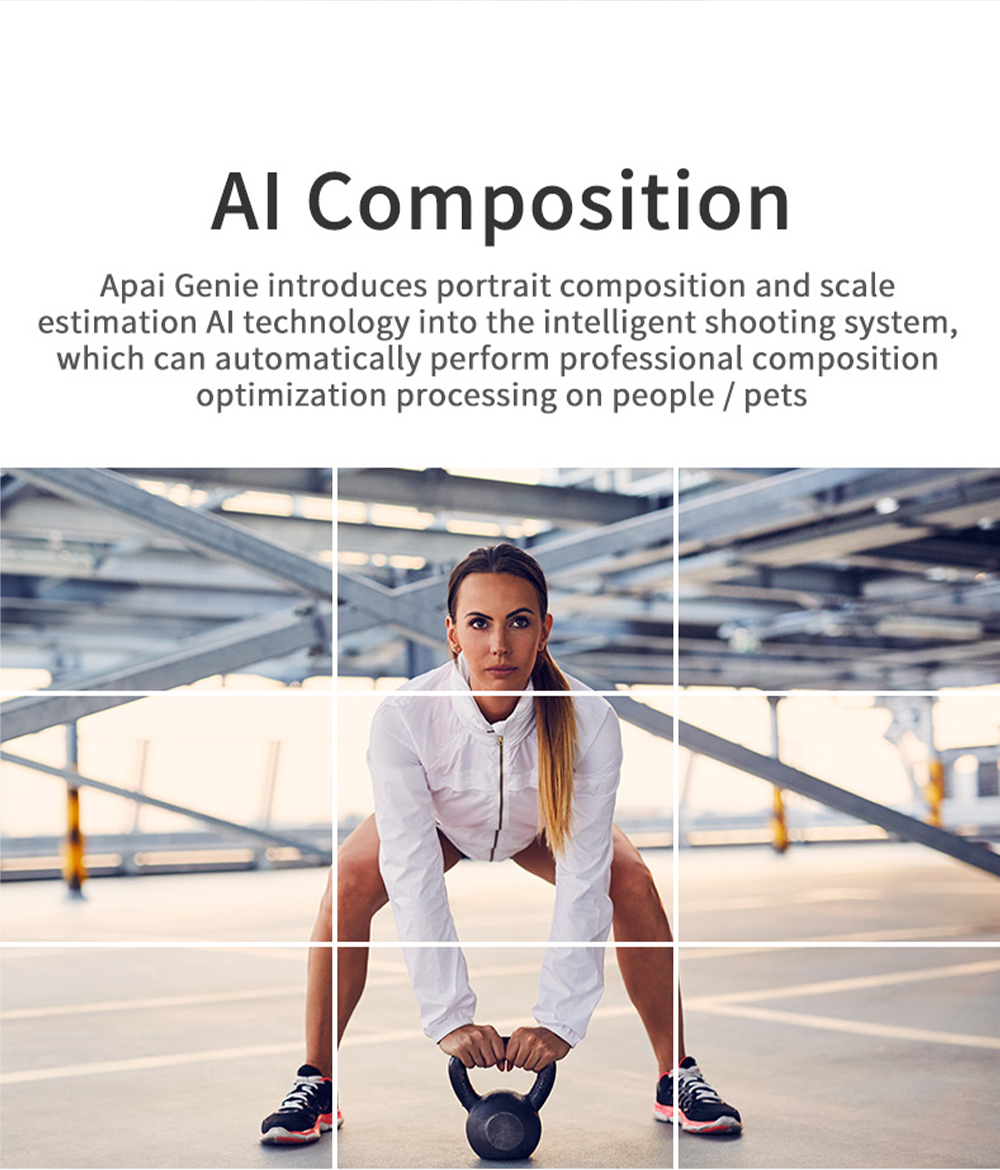 AI Composition
Apai Genie introduces portrait composition and scale
estimation AI technology into the intelligent shooting system,
which can automatically perform professional composition
optimization processing on people / pets